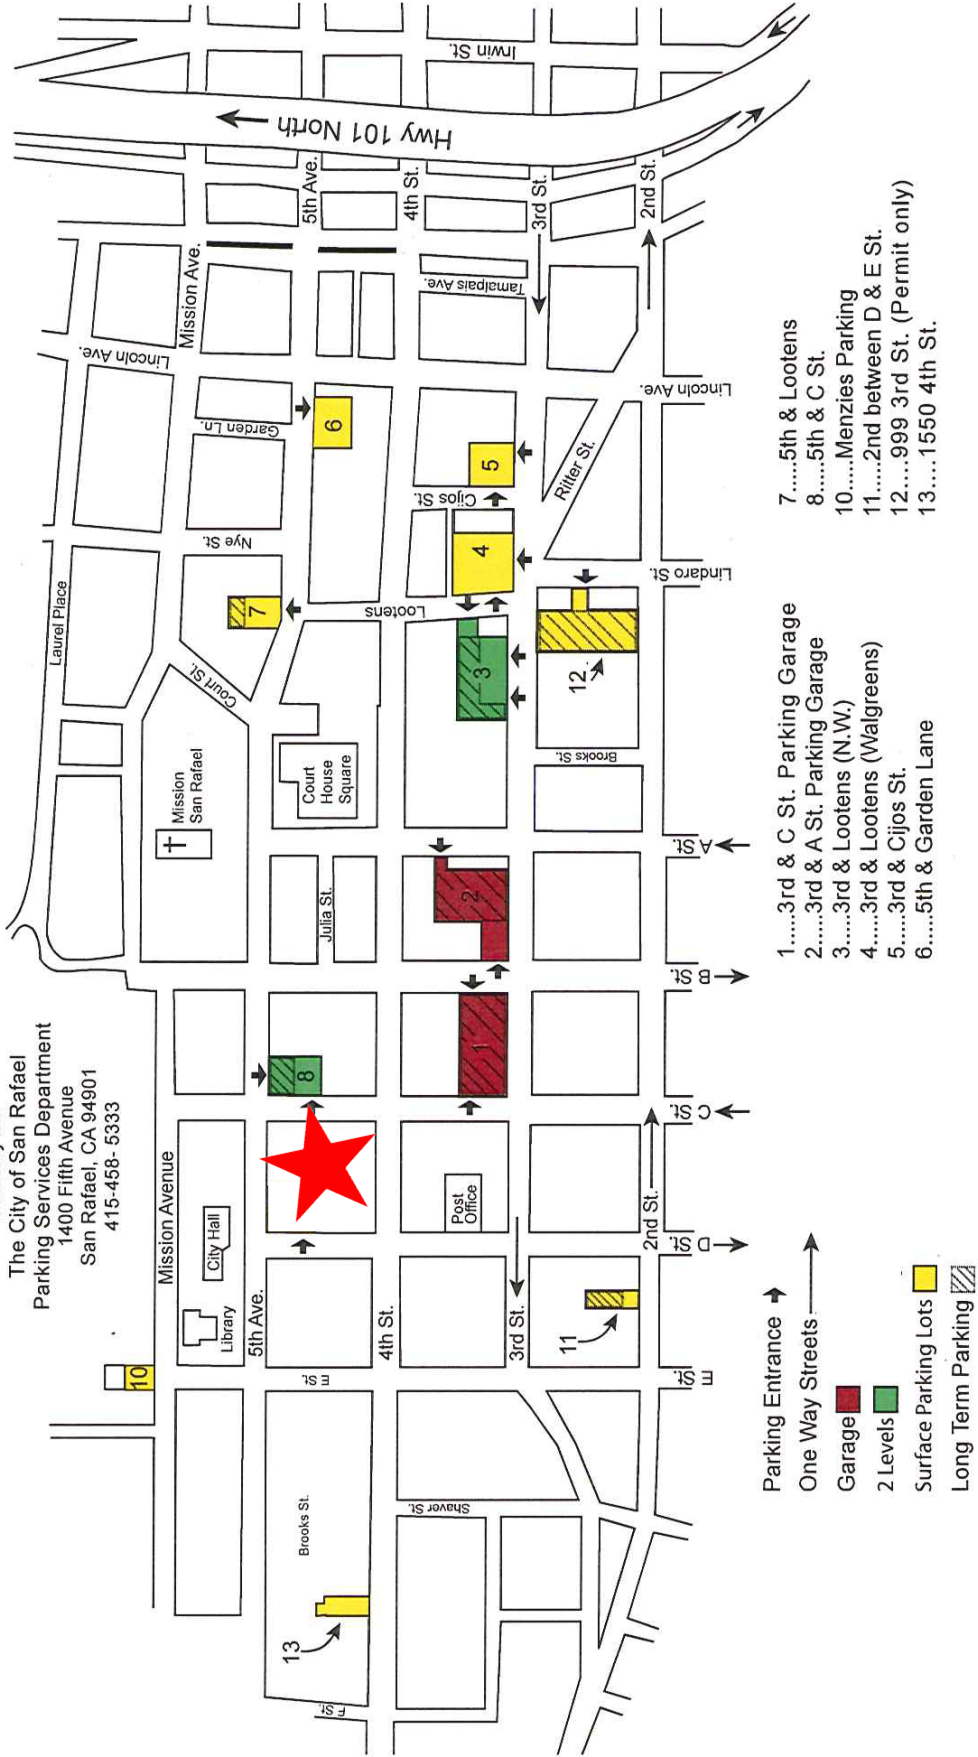 The City of San Rafael
Parking Services Department
1400 Fifth Avenue
San Rafael, CA 94901
415-458- 5333
Laurel Place
Mission Avenue
Mission Ave.
Lincoln Ave.
Irwin St.
Hwy 101 North
Library
City Hall
Mission
San Rafael
Court St.
Nye St.
Garden Ln.
5th Ave.
5th Ave.
Julia St.
Court
House
Square
Lootens
Cijos St.
Tamalpais Ave.
4th St.
4th St.
Brooks St.
F St.
E St.
Shaver St.
Post
Office
3rd St.
3rd St.
Brooks St.
Ritter St.
2nd St.
2nd St.
E St.
D St.
C St.
B St.
A St.
Lindaro St.
Lincoln Ave.
10
13
8
7
6
1
2
3
4
5
11
12
Parking Entrance
One Way Streets
Garage
2 Levels
Surface Parking Lots
Long Term Parking
1.....3rd & C St. Parking Garage
2.....3rd & A St. Parking Garage
3.....3rd & Lootens (N.W.)
4.....3rd & Lootens (Walgreens)
5.....3rd & Cijos St.
6.....5th & Garden Lane
7.....5th & Lootens
8.....5th & C St.
10.....Menzies Parking
11.....2nd between D & E St.
12....999 3rd St. (Permit only)
13....1550 4th St.